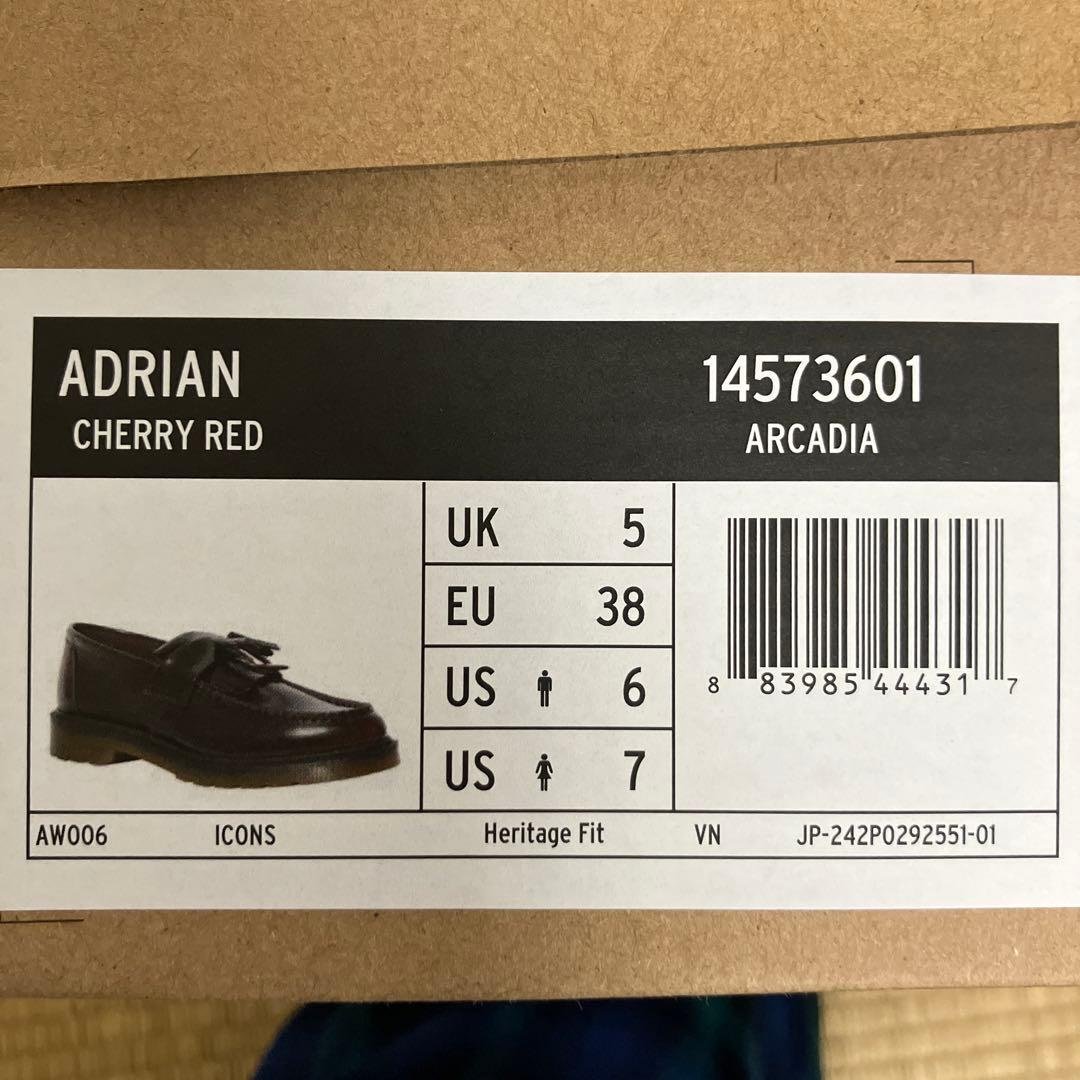 ADRIAN
CHERRY RED
14573601
ARCADIA
UK 5
EU 38
US 6
US 7
8 83985 44431 7
AW006 ICONS Heritage Fit VN JP-242P0292551-01